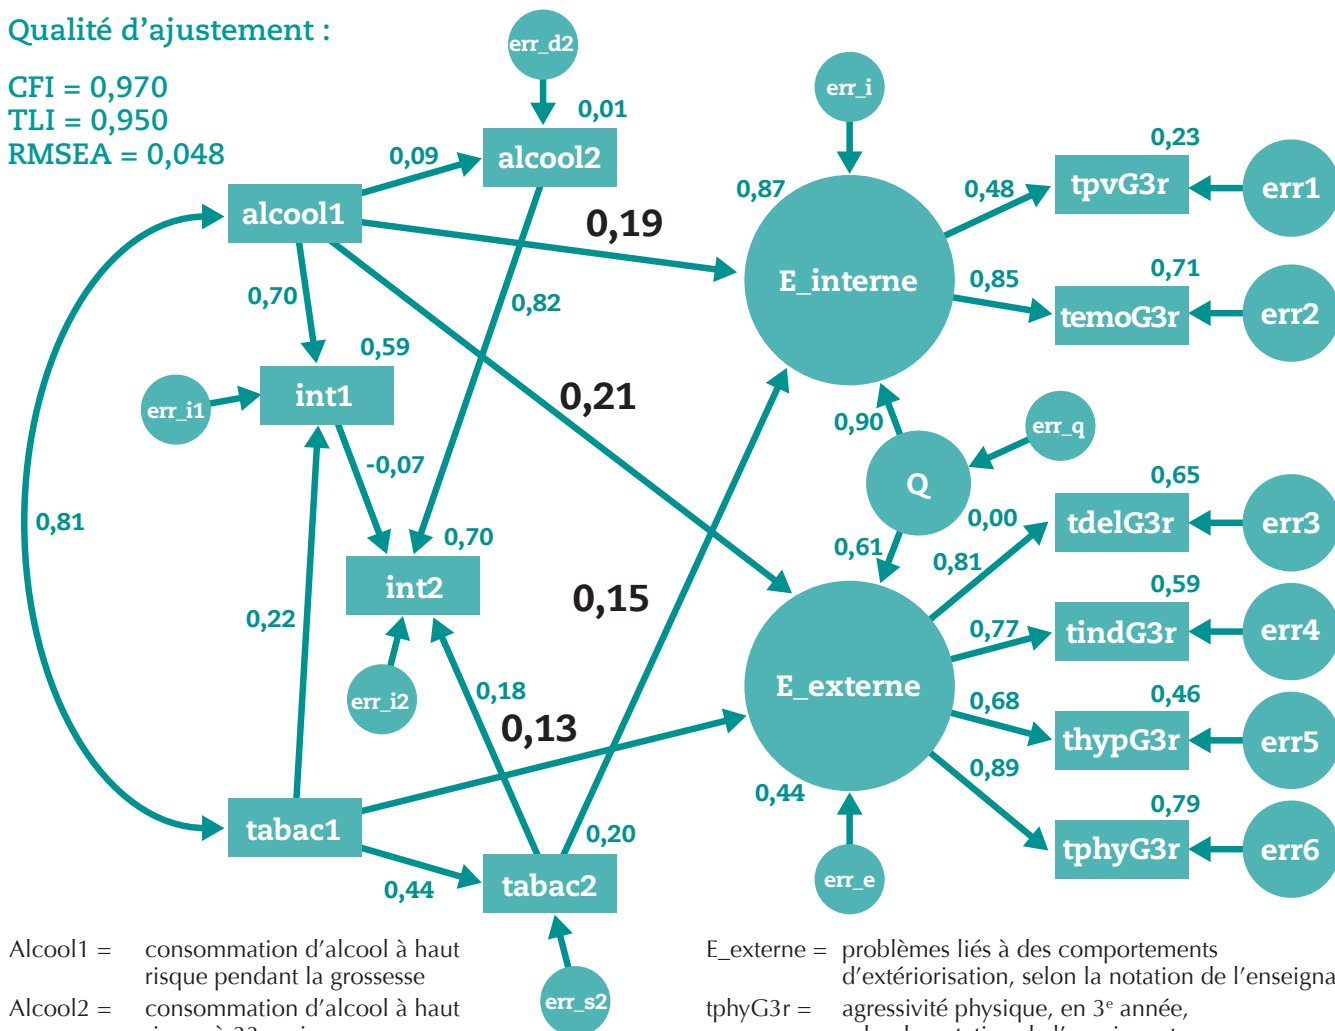 Qualité d'ajustement :
CFI = 0,970
TLI = 0,950
RMSEA = 0,048
err_d2
0,01
alcool2
0,09
alcool1
0,19
0,70
0,82
0,59
int1
err_i1
0,21
-0,07
0,81
0,70
int2
0,22
err_i2
0,18
0,15
0,13
tabac1
0,44
0,20
tabac2
err_s2
err_i
0,87
E_interne
0,48
0,23
tpvG3r
err1
0,85
0,71
temoG3r
err2
0,90
err_q
Q
0,00
0,61
0,81
0,65
tdelG3r
err3
E_externe
0,77
0,59
tindG3r
err4
0,68
0,46
thypG3r
err5
0,89
0,79
tphyG3r
err6
0,44
err_e
Alcool1 = consommation d'alcool à haut
risque pendant la grossesse
Alcool2 = consommation d'alcool à haut
E_externe = problèmes liés à des comportements
d'extériorisation, selon la notation de l'enseigna
tphyG3r = agressivité physique, en 3e année,